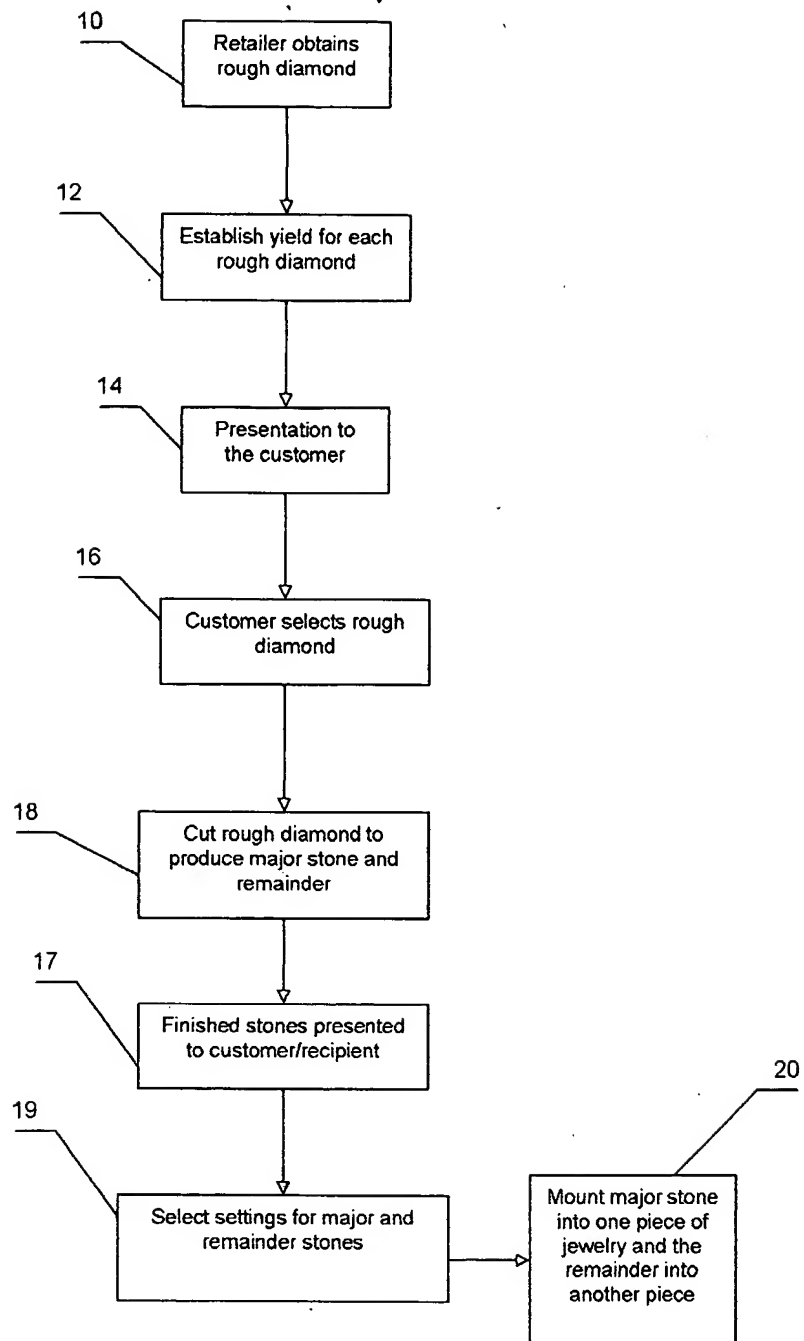 10
Retailer obtains
rough diamond
12
Establish yield for each
rough diamond
14
Presentation to
the customer
16
Customer selects rough
diamond
18
Cut rough diamond to
produce major stone and
remainder
17
Finished stones presented
to customer/recipient
19
Select settings for major and
remainder stones
20
Mount major stone
into one piece of
jewelry and the
remainder into
another piece